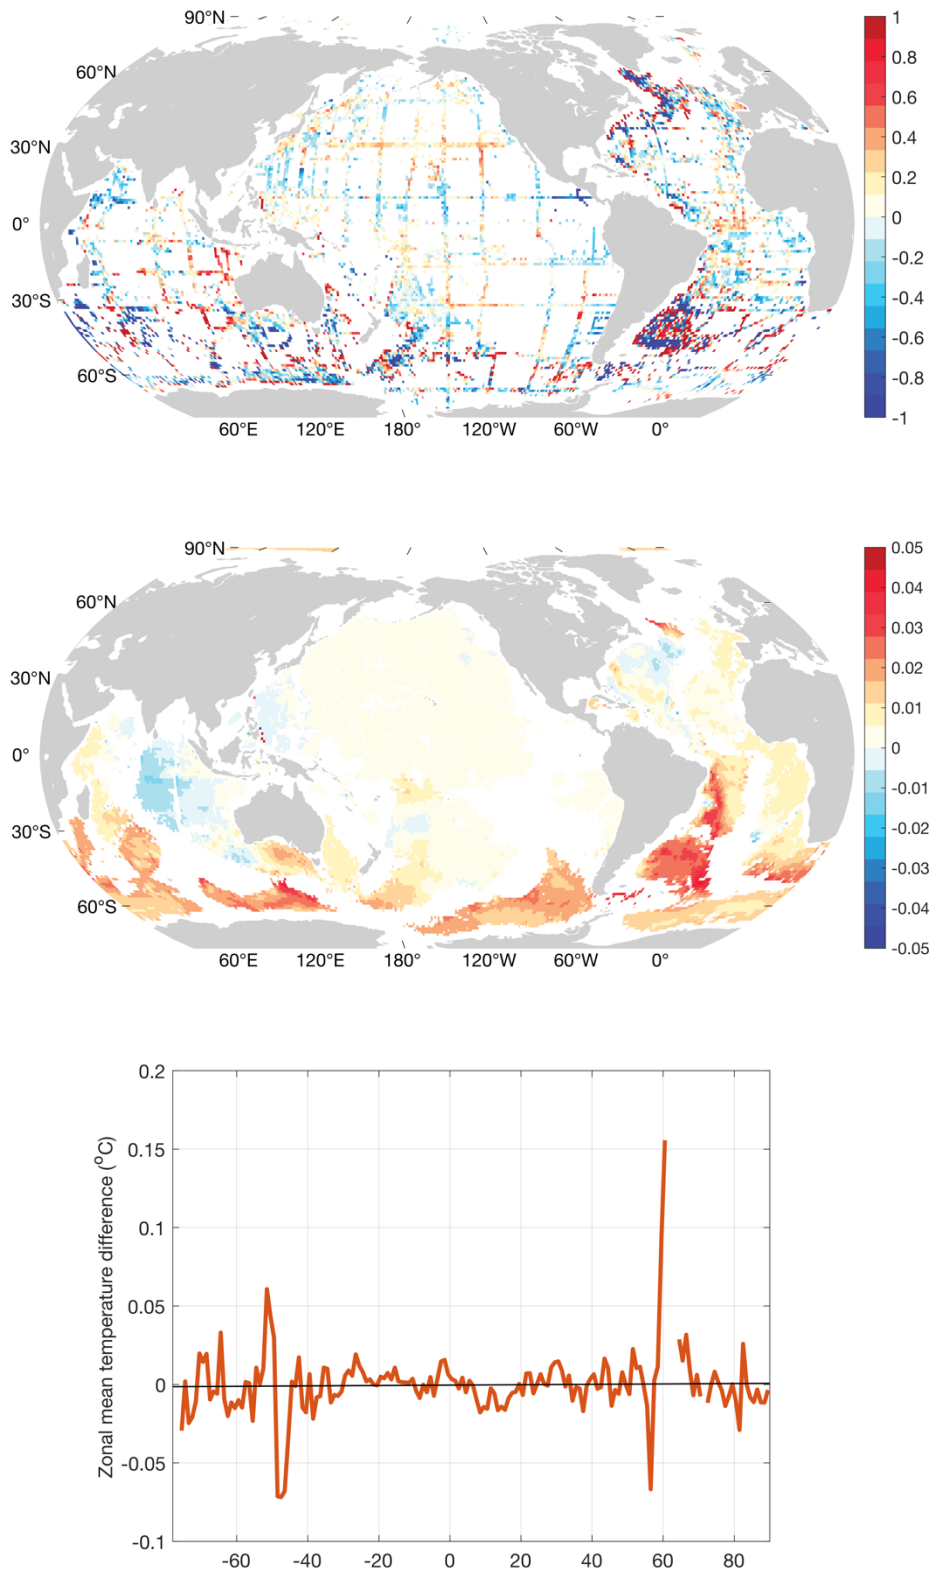 90°N
60°N
30°N
0°
30°S
60°S
60°E 120°E 180° 120°W 60°W 0°
1
0.8
0.6
0.4
0.2
0
-0.2
-0.4
-0.6
-0.8
-1
90°N
60°N
30°N
0°
30°S
60°S
60°E 120°E 180° 120°W 60°W 0°
0.05
0.04
0.03
0.02
0.01
0
-0.01
-0.02
-0.03
-0.04
-0.05
Zonal mean temperature difference (°C)
0.2
0.15
0.1
0.05
0
-0.05
-0.1
-60 -40 -20 0 20 40 60 80